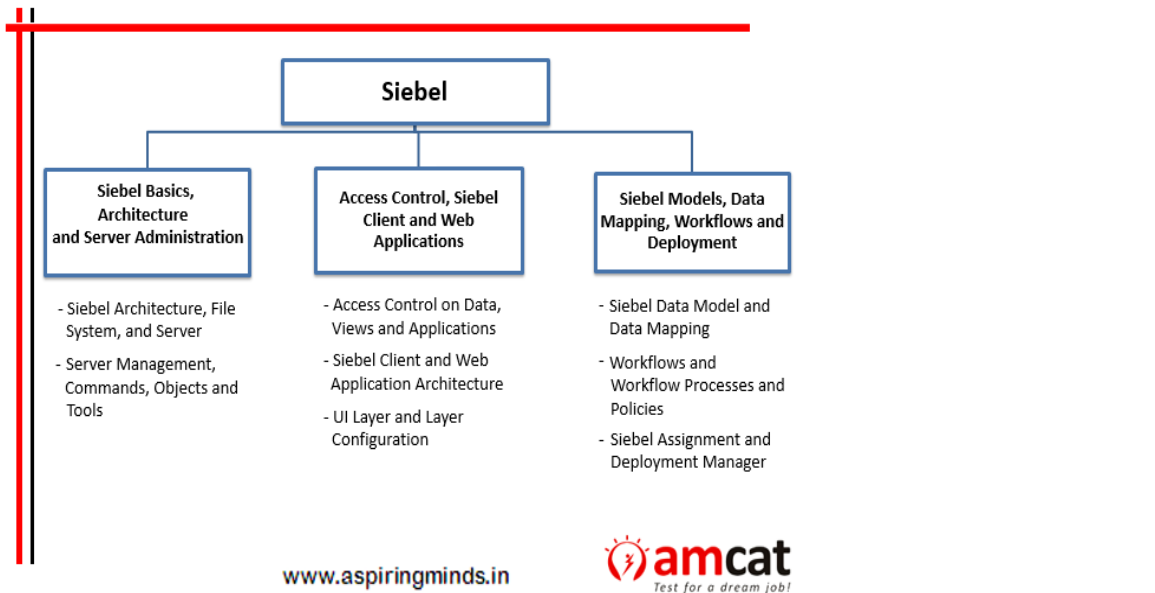 Siebel
Siebel Basics,
Architecture
and Server Administration
- Siebel Architecture, File
System, and Server
- Server Management,
Commands, Objects and
Tools
Access Control, Siebel
Client and Web
Applications
- Access Control on Data,
Views and Applications
- Siebel Client and Web
Application Architecture
- UI Layer and Layer
Configuration
Siebel Models, Data
Mapping, Workflows and
Deployment
- Siebel Data Model and
Data Mapping
- Workflows and
Workflow Processes and
Policies
- Siebel Assignment and
Deployment Manager
www.aspiringminds.in
amcat
Test for a dream job!